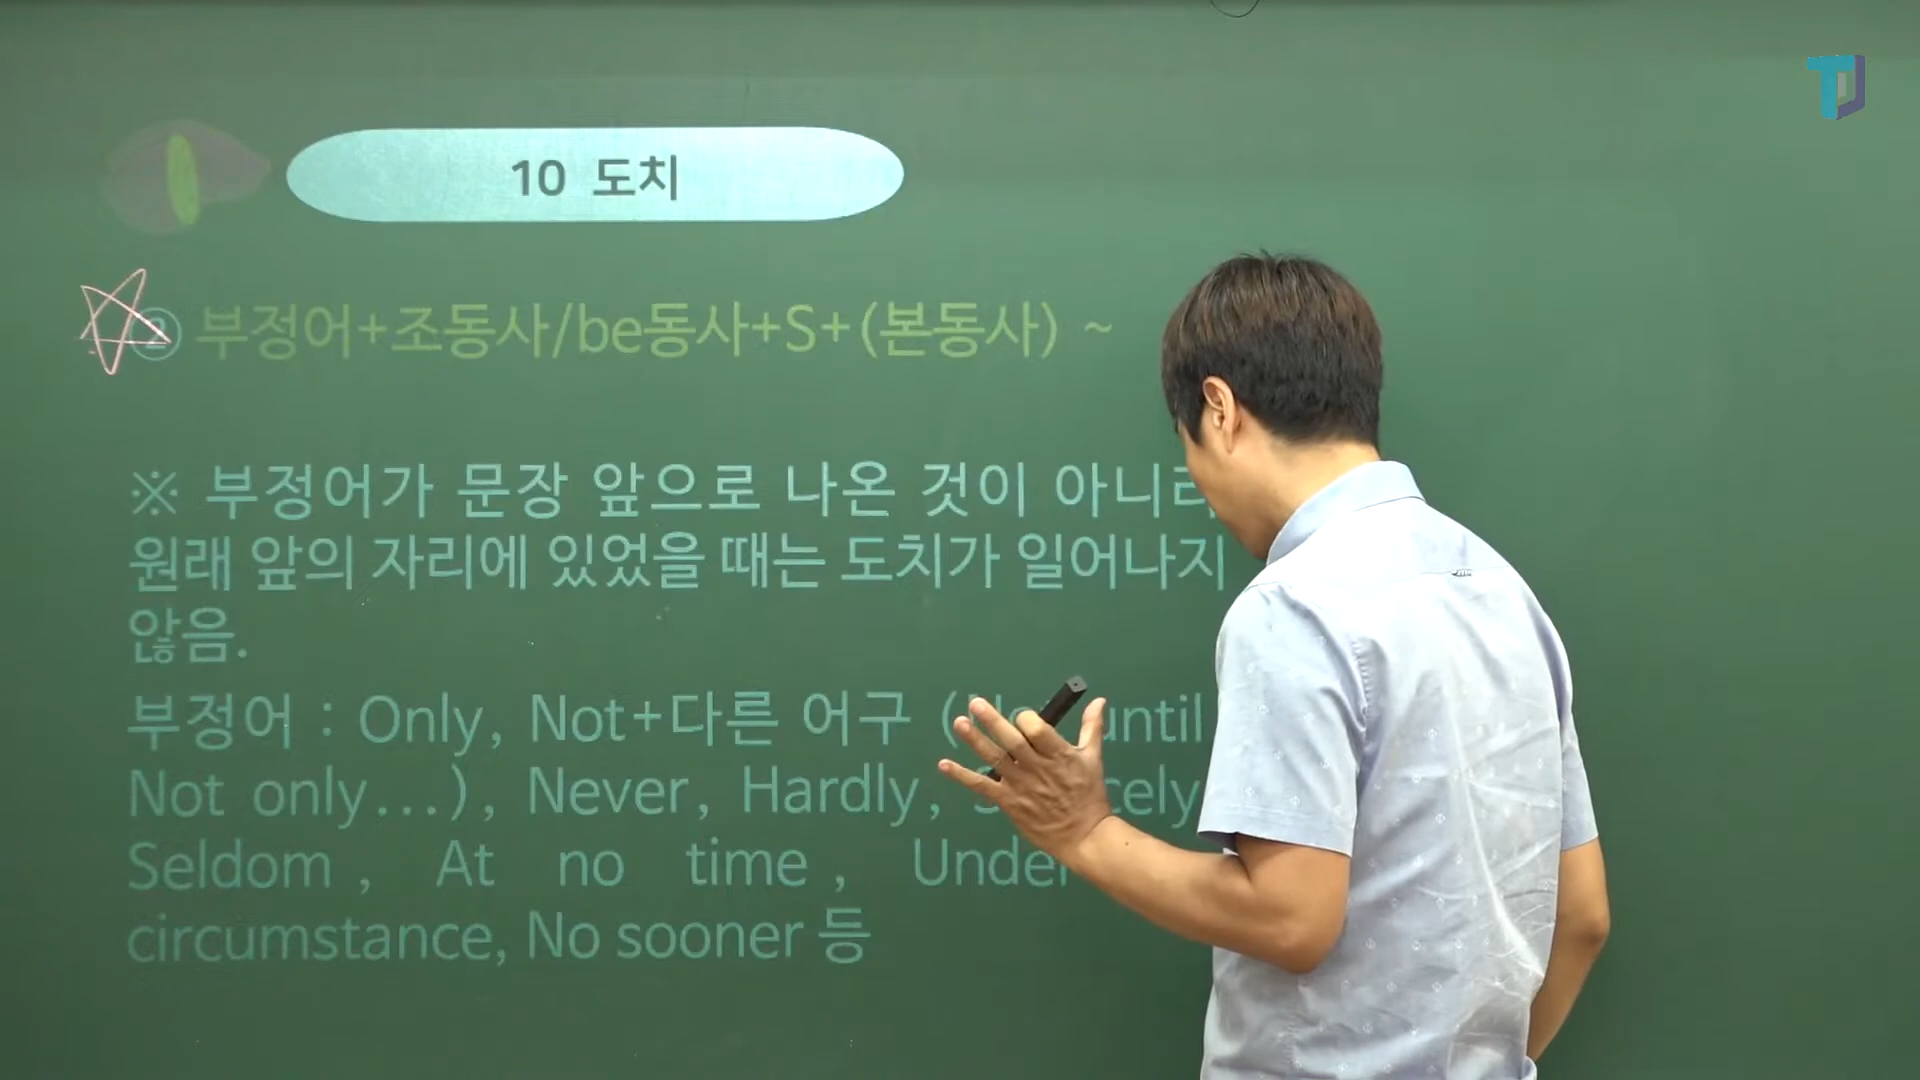 10 도치
② 부정어+조동사/be동사+S+(본동사) ~
※ 부정어가 문장 앞으로 나온 것이 아니라
원래 앞의 자리에 있었을 때는 도치가 일어나지
않음.
부정어 : Only, Not+다른 어구 ( until
Not only...), Never, Hardly,
Seldom , At no time , Under
circumstance, No sooner 등